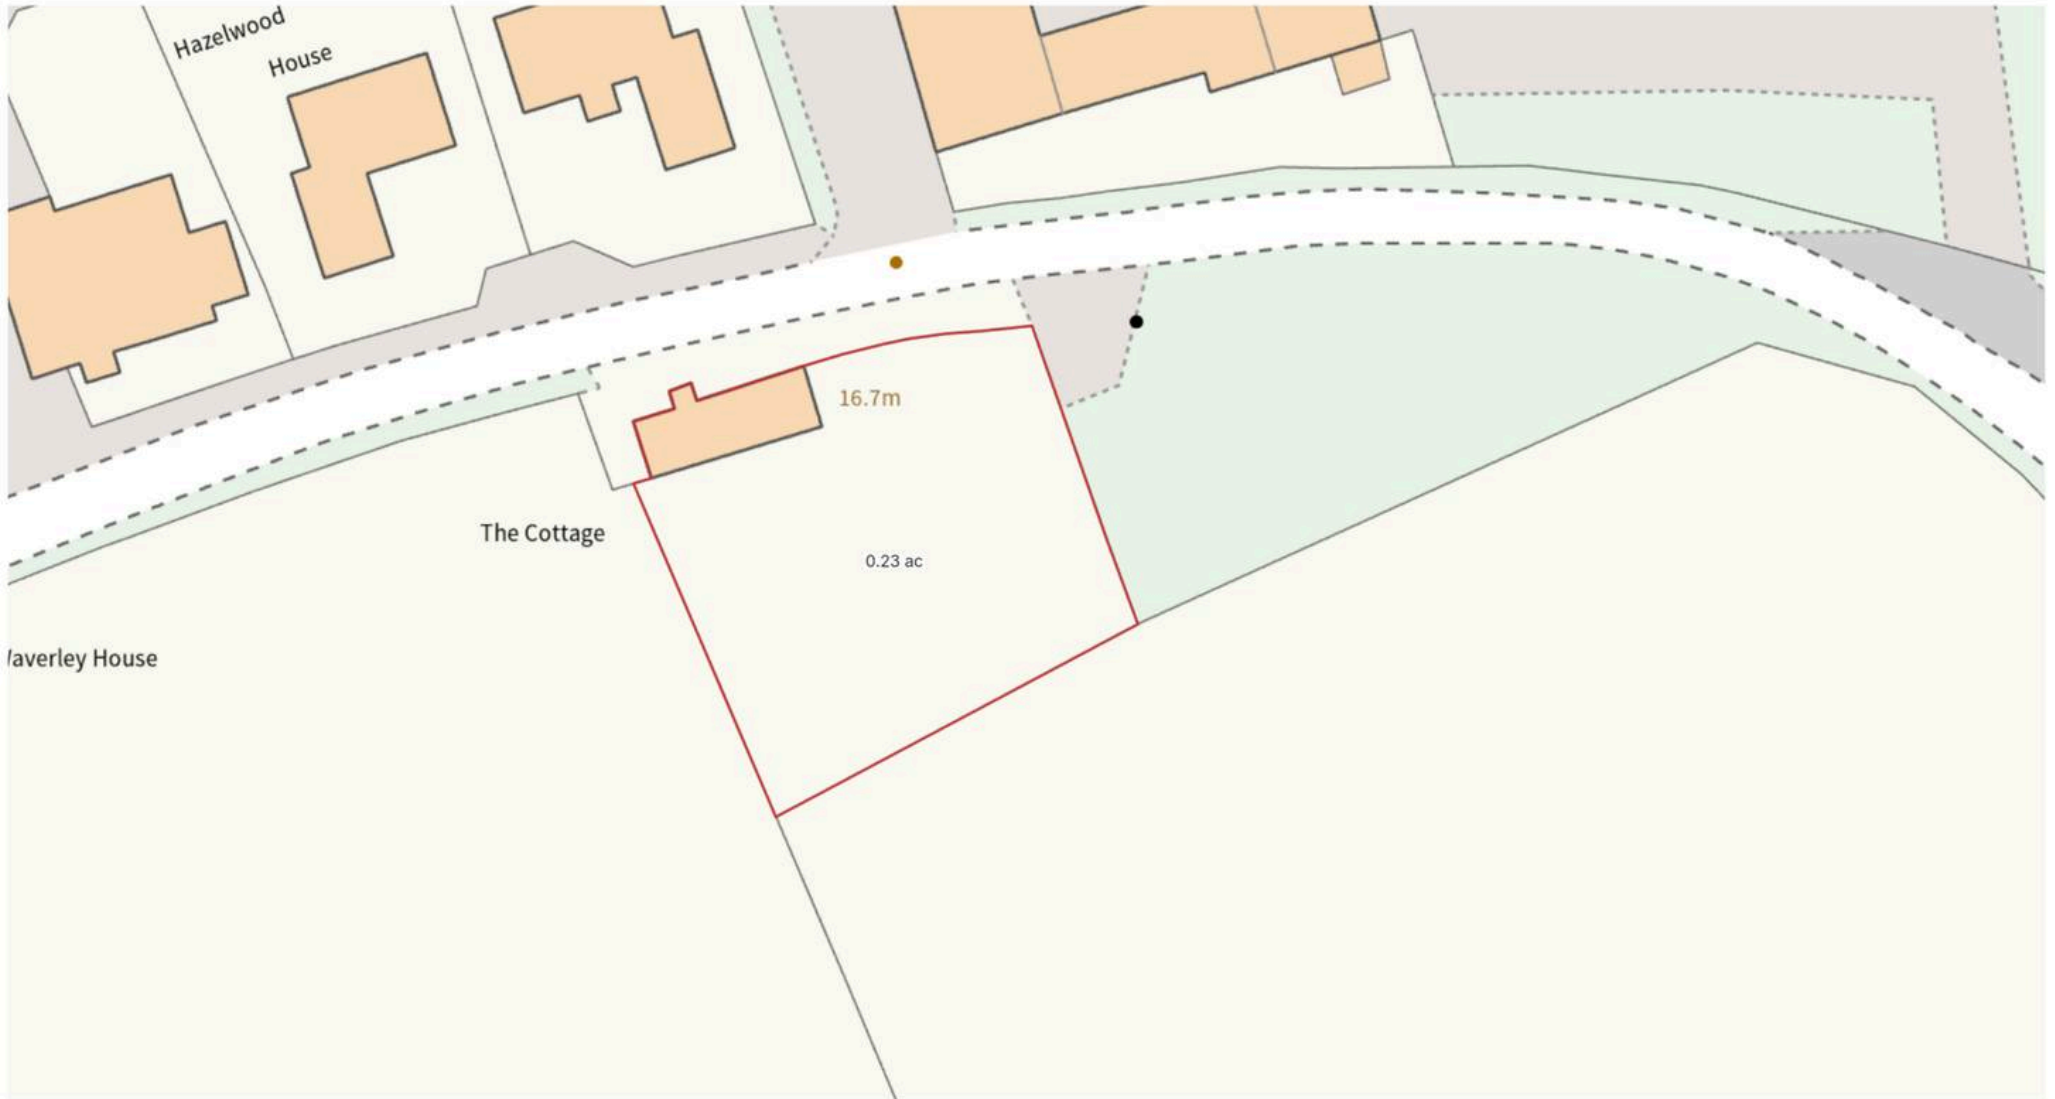 Hazelwood
House
16.7m
The Cottage
0.23 ac
averley House